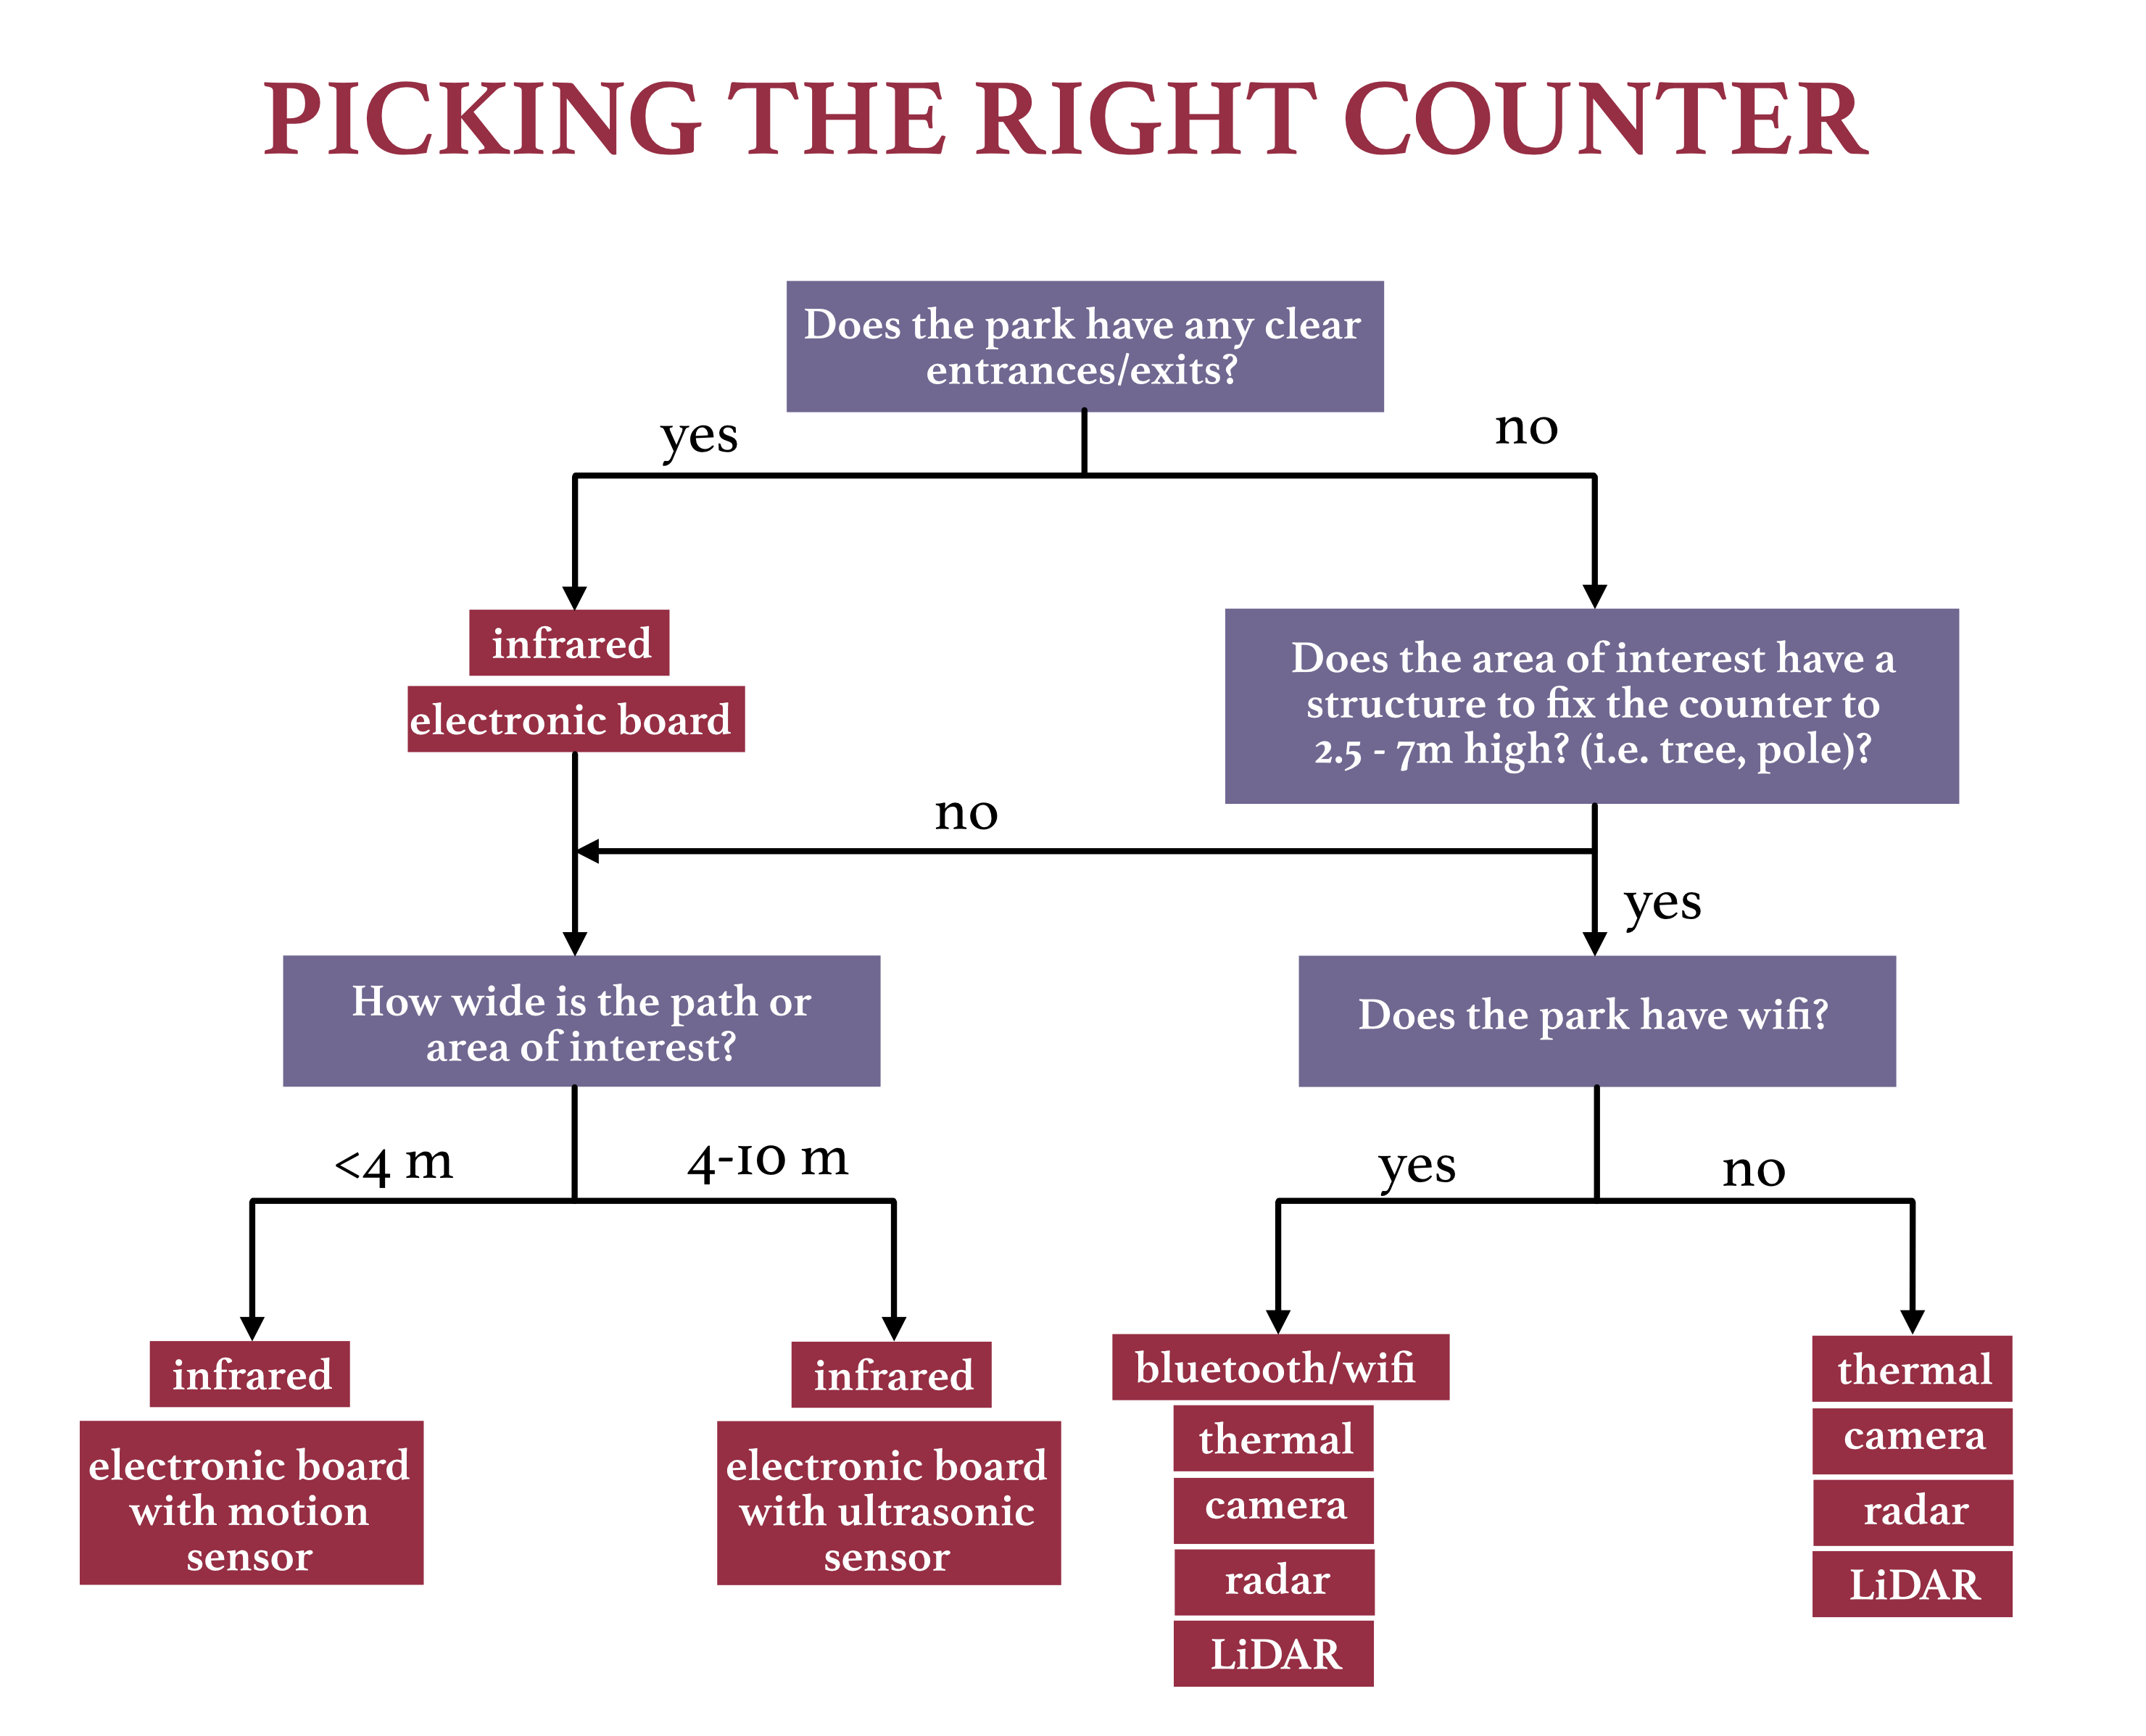 PICKING THE RIGHT COUNTER
Does the park have any clear
entrances/exits?
yes
no
infrared
electronic board
Does the area of interest have a
structure to fix the counter to
2.5 - 7m high? (i.e. tree, pole)?
no
yes
How wide is the path or
area of interest?
Does the park have wifi?
<4 m
4-10 m
yes
no
infrared
electronic board
with motion
sensor
infrared
electronic board
with ultrasonic
sensor
bluetooth/wifi
thermal
camera
radar
LiDAR
thermal
camera
radar
LiDAR